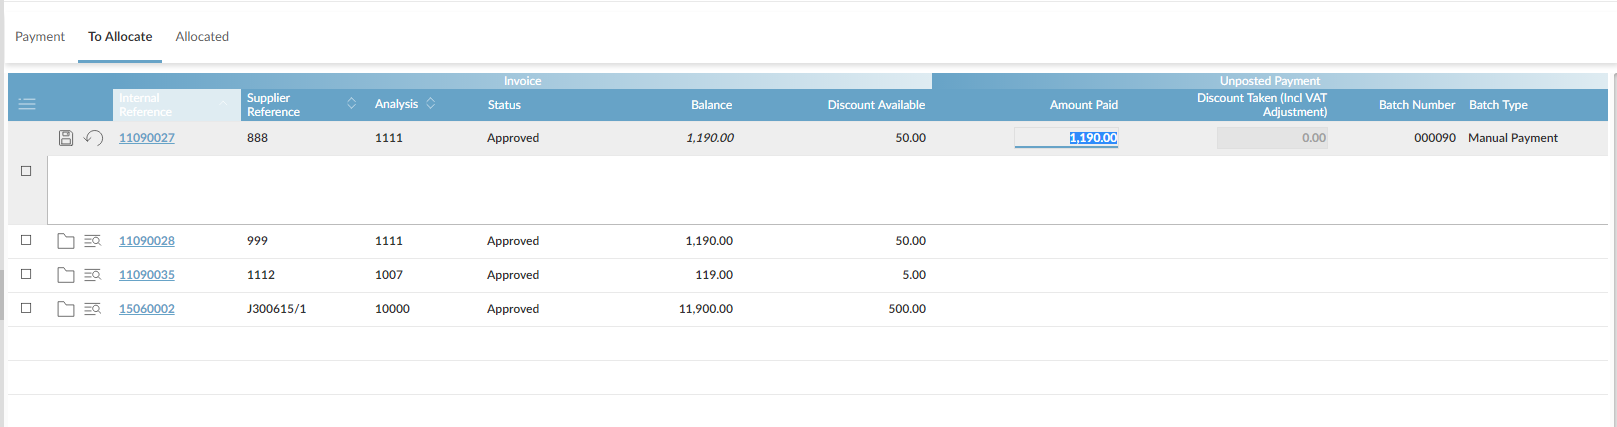 Payment To Allocate Allocated
Invoice Unposted Payment
Internal Reference Supplier Reference Analysis Status Balance Discount Available Amount Paid Discount Taken (Incl VAT Adjustment) Batch Number Batch Type
11090027 888 1111 Approved 1,190.00 50.00 1,190.00 0.00 000090 Manual Payment
11090028 999 1111 Approved 1,190.00 50.00
11090035 1112 1007 Approved 119.00 5.00
15060002 J300615/1 10000 Approved 11,900.00 500.00